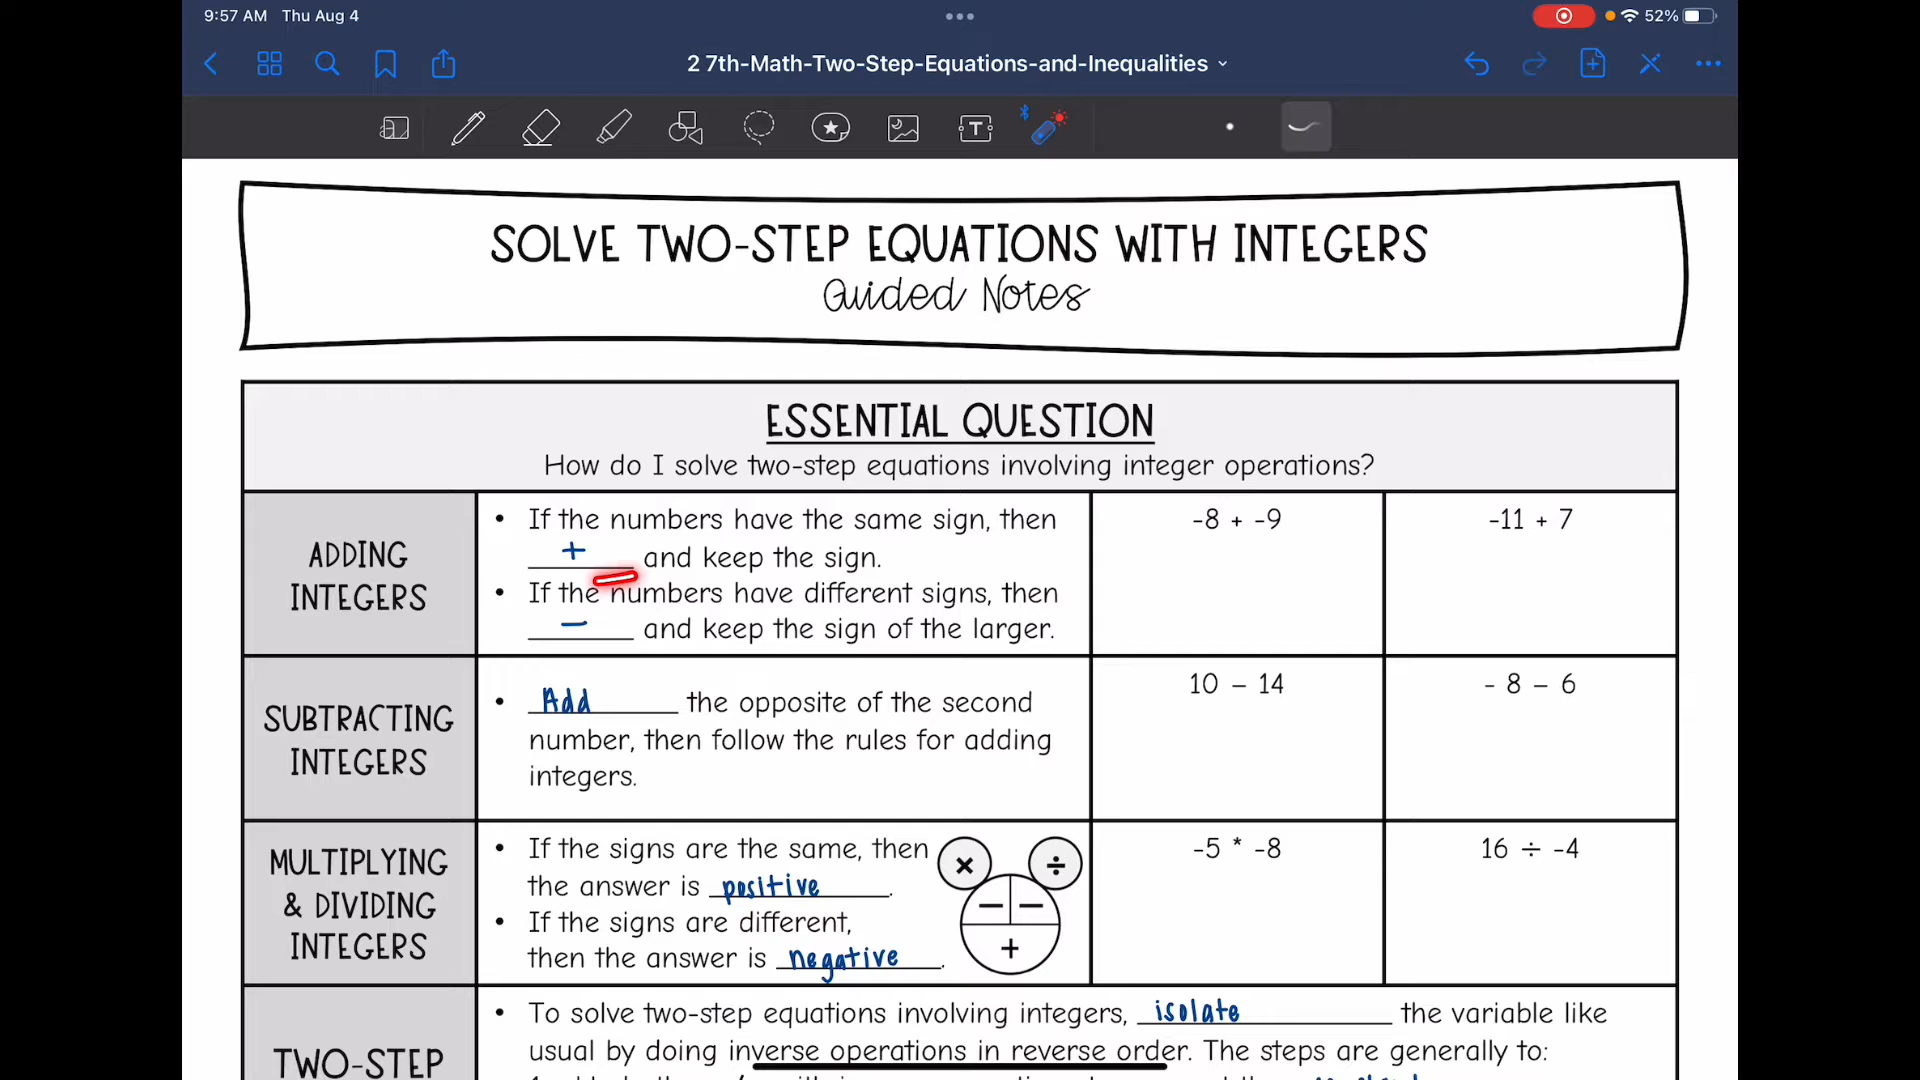 9:57 AM Thu Aug 4
52%
2 7th-Math-Two-Step-Equations-and-Inequalities
T
SOLVE TWO-STEP EQUATIONS WITH INTEGERS
Guided Notes
ESSENTIAL QUESTION
How do I solve two-step equations involving integer operations?
ADDING
INTEGERS
• If the numbers have the same sign, then
+ and keep the sign.
• If the numbers have different signs, then
− and keep the sign of the larger.
-8 + -9
-11 + 7
SUBTRACTING
INTEGERS
• Add the opposite of the second
number, then follow the rules for adding
integers.
10 – 14
- 8 – 6
MULTIPLYING
& DIVIDING
INTEGERS
• If the signs are the same, then
the answer is positive.
• If the signs are different,
then the answer is negative.
× ÷
− −
+
-5 * -8
16 ÷ -4
TWO-STEP
• To solve two-step equations involving integers, isolate the variable like
usual by doing inverse operations in reverse order. The steps are generally to: